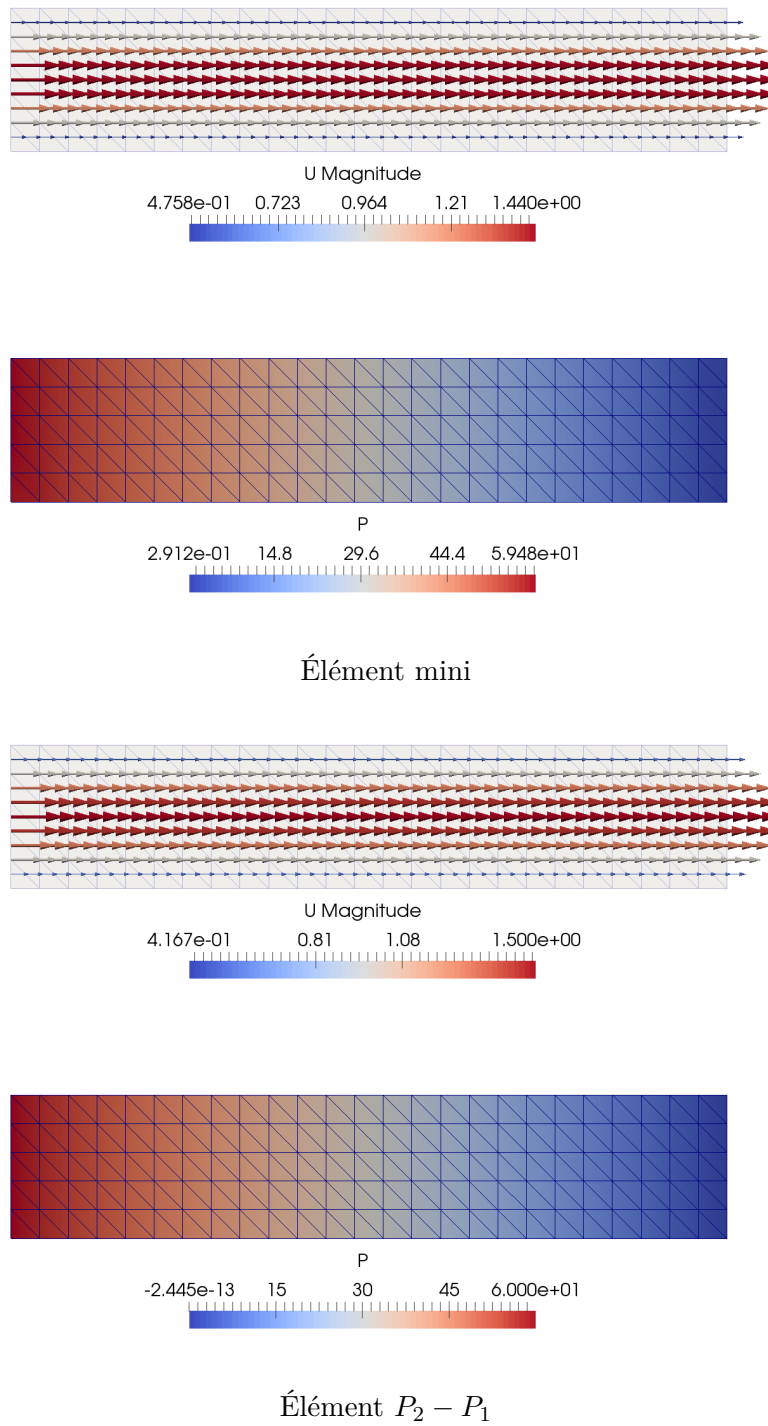 U Magnitude
4.758e-01 0.723 0.964 1.21 1.440e+00
P
2.912e-01 14.8 29.6 44.4 5.948e+01
Élément mini
U Magnitude
4.167e-01 0.81 1.08 1.500e+00
P
-2.445e-13 15 30 45 6.000e+01
Élément P₂ − P₁